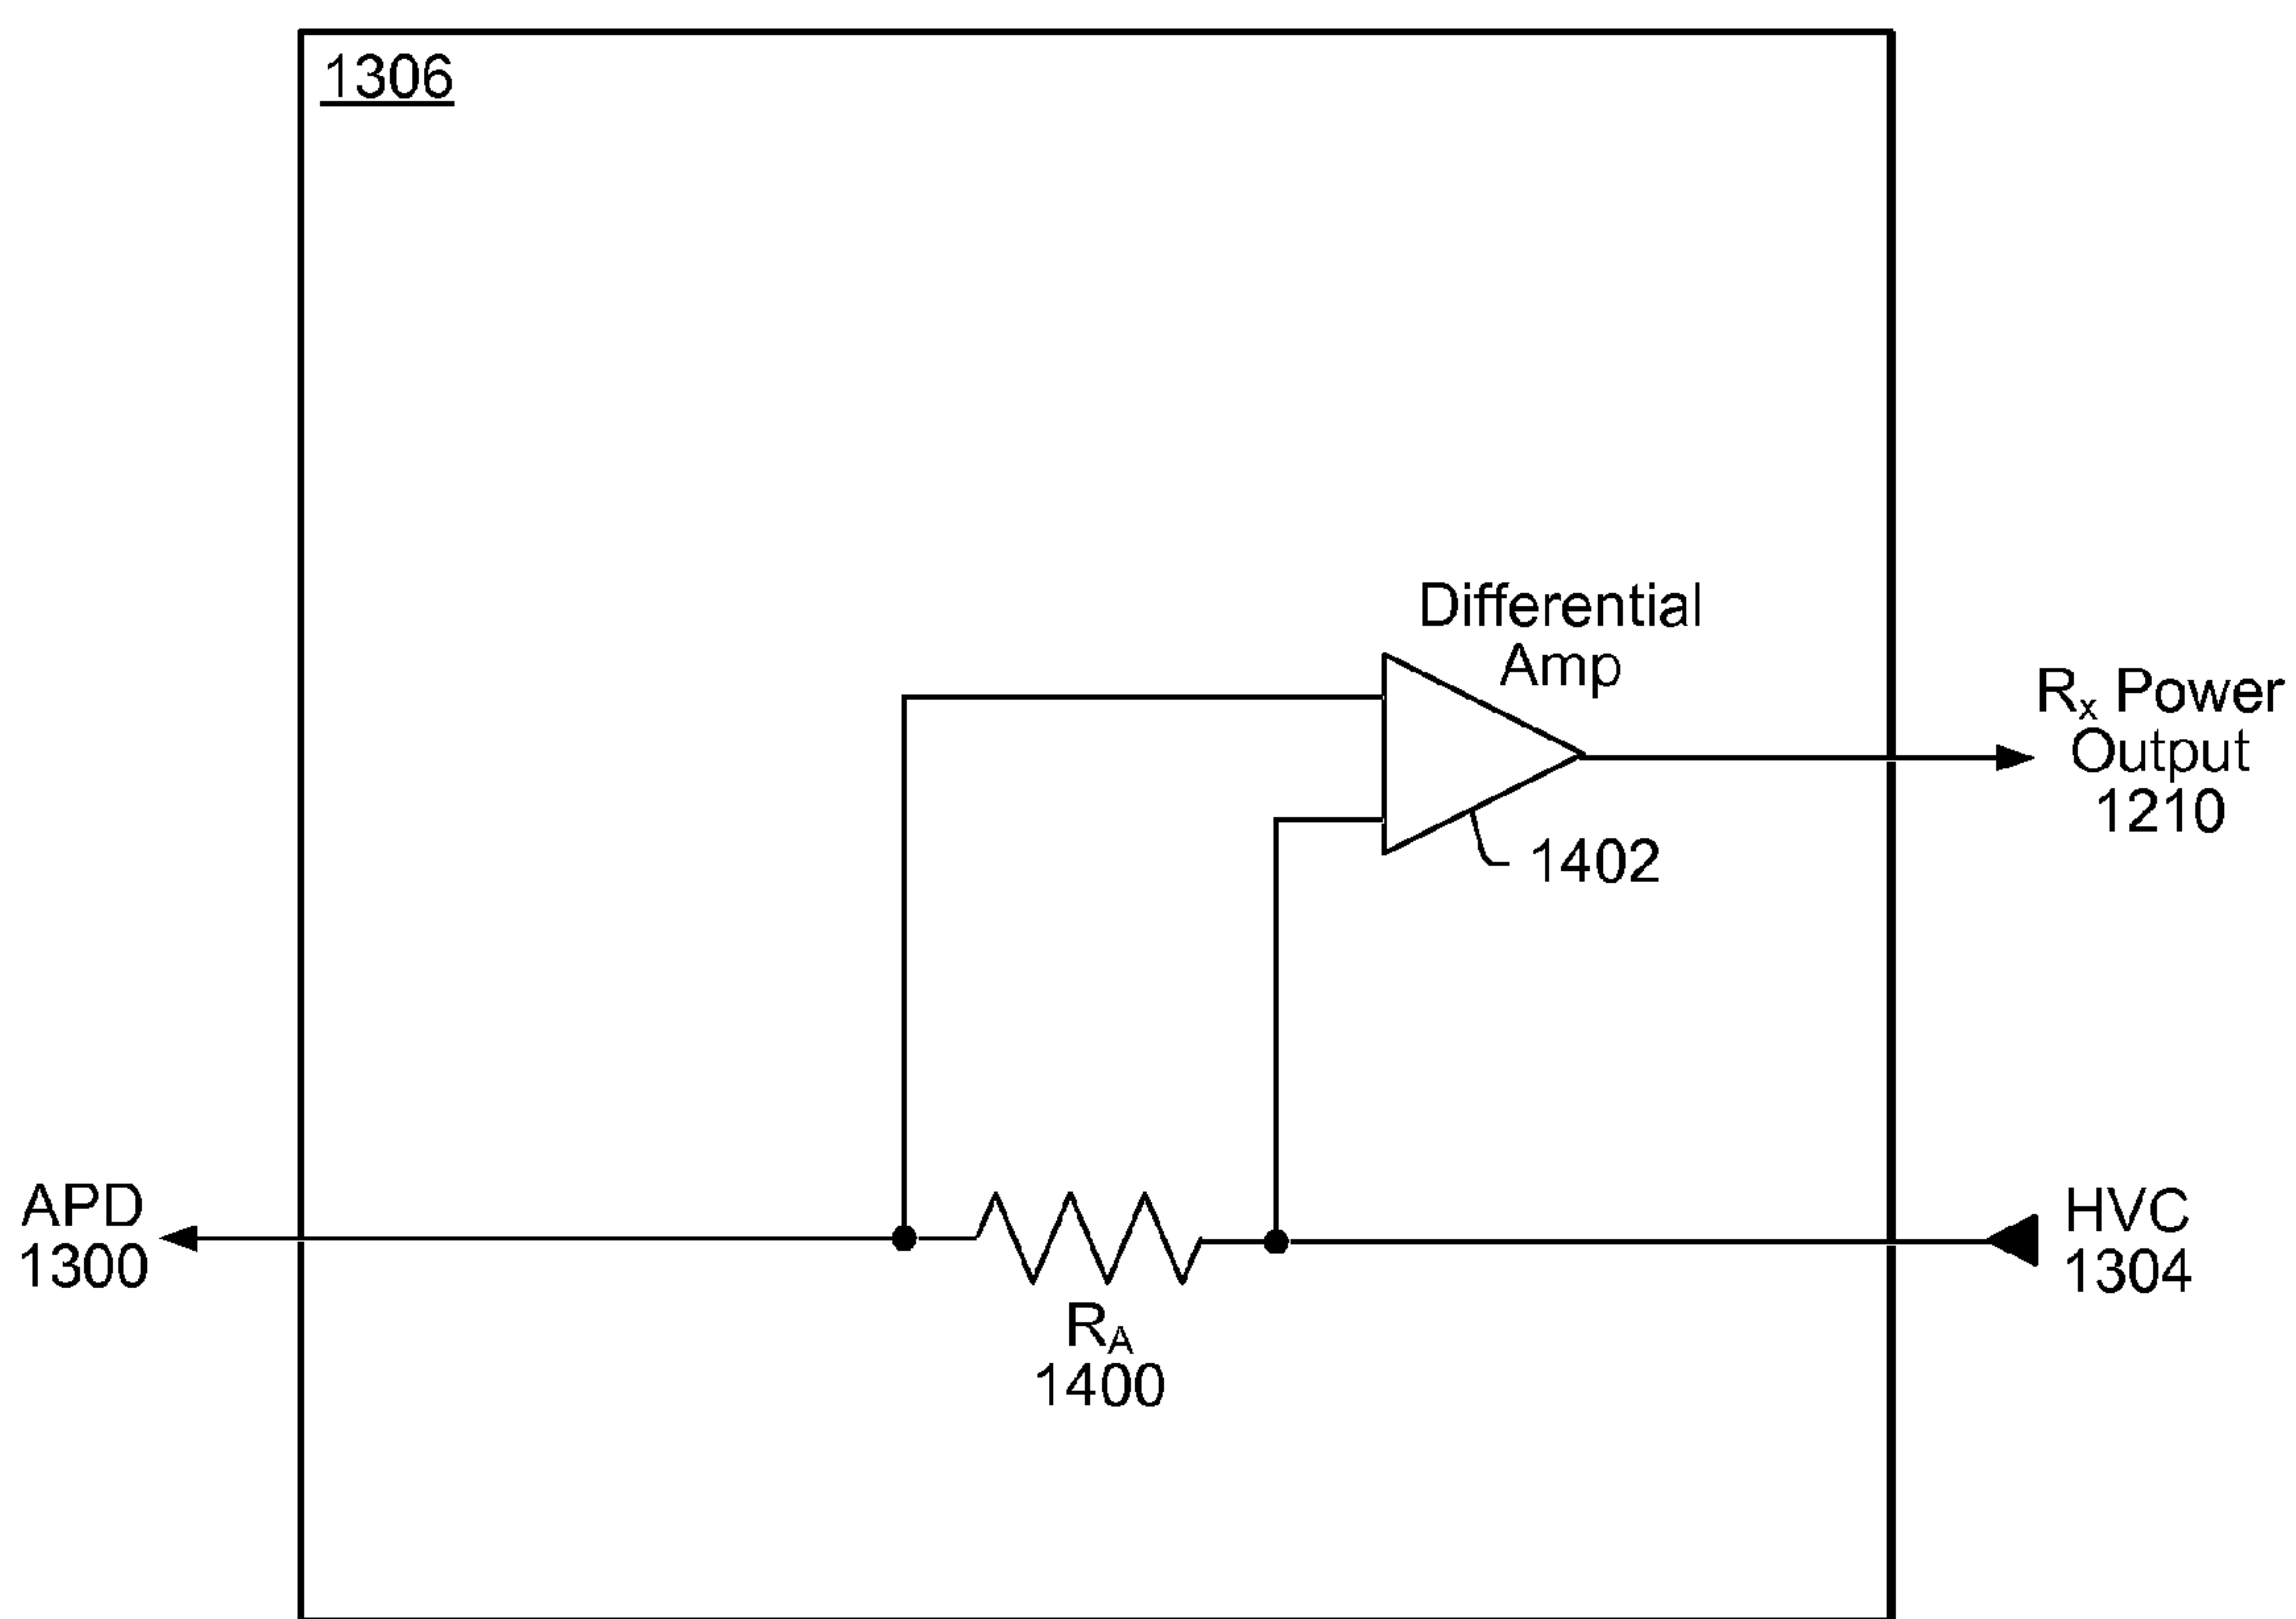 1306
Differential
Amp
1402
Rx Power
Output
1210
APD
1300
HVC
1304
RA
1400